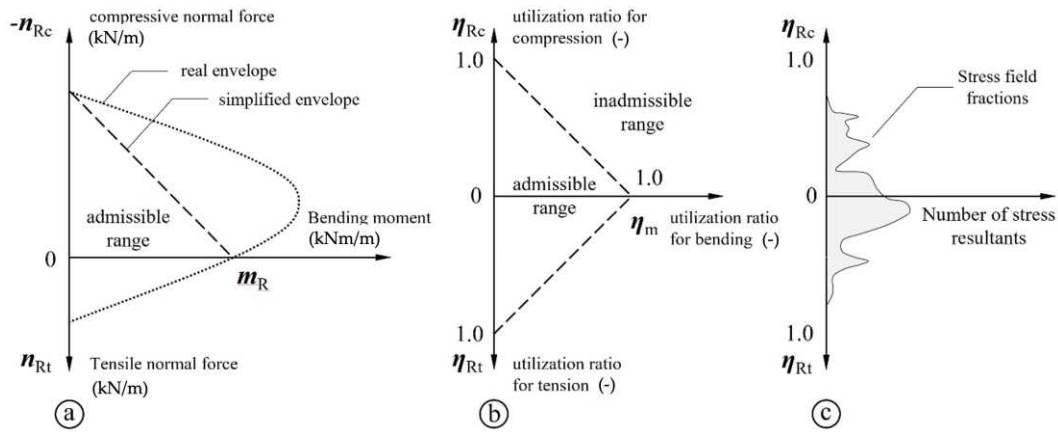 -nRc
compressive normal force
(kN/m)
real envelope
simplified envelope
admissible
range
Bending moment
(kNm/m)
0
mR
nRt
Tensile normal force
(kN/m)
a
ηRc
utilization ratio for
compression (-)
1.0
inadmissible
range
1.0
admissible
range
0
ηm
utilization ratio
for bending (-)
1.0
ηRt
utilization ratio
for tension (-)
b
ηRc
1.0
Stress field
fractions
0
Number of stress
resultants
1.0
ηRt
c